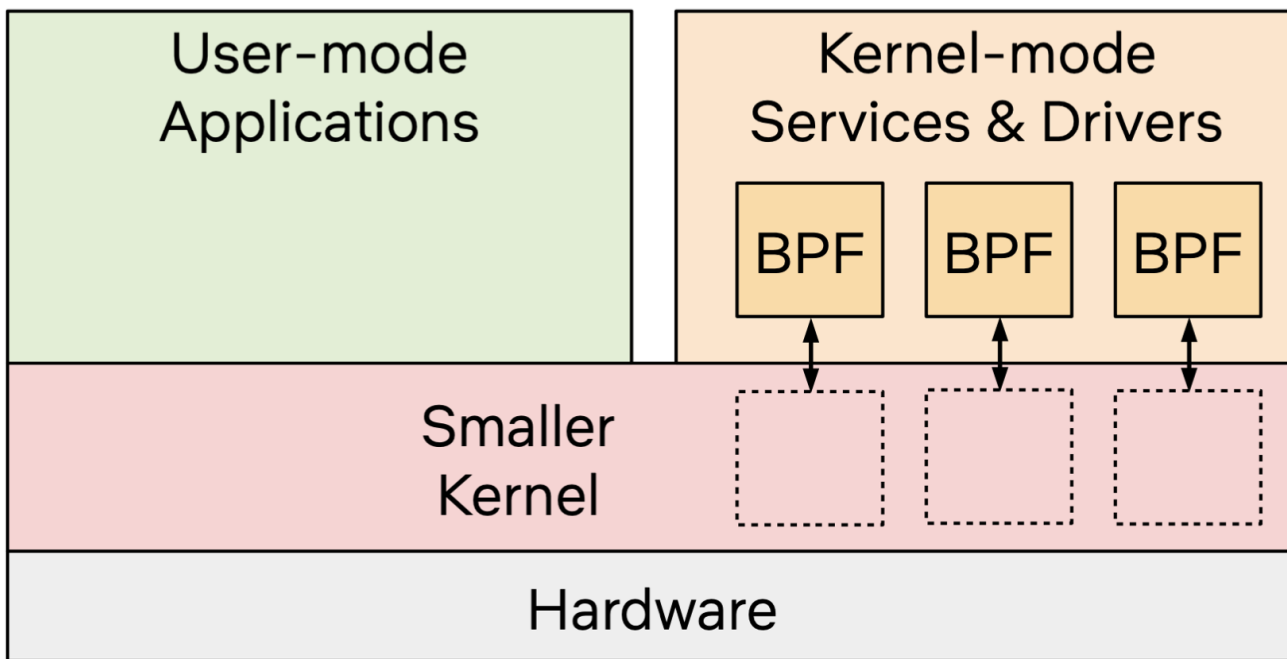 User-mode
Applications
Kernel-mode
Services & Drivers
BPF
BPF
BPF
Smaller
Kernel
Hardware